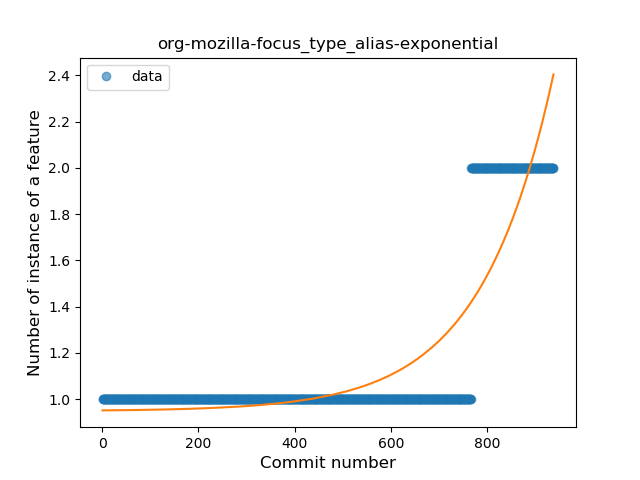 org-mozilla-focus_type_alias-exponential
data
Number of instance of a feature
2.4
2.2
2.0
1.8
1.6
1.4
1.2
1.0
0 200 400 600 800
Commit number